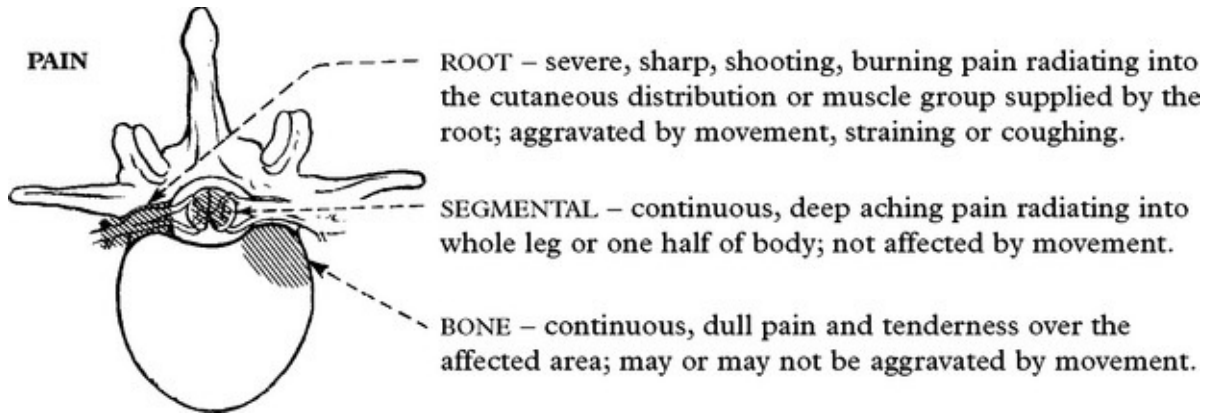 PAIN
ROOT – severe, sharp, shooting, burning pain radiating into
the cutaneous distribution or muscle group supplied by the
root; aggravated by movement, straining or coughing.
SEGMENTAL – continuous, deep aching pain radiating into
whole leg or one half of body; not affected by movement.
BONE – continuous, dull pain and tenderness over the
affected area; may or may not be aggravated by movement.